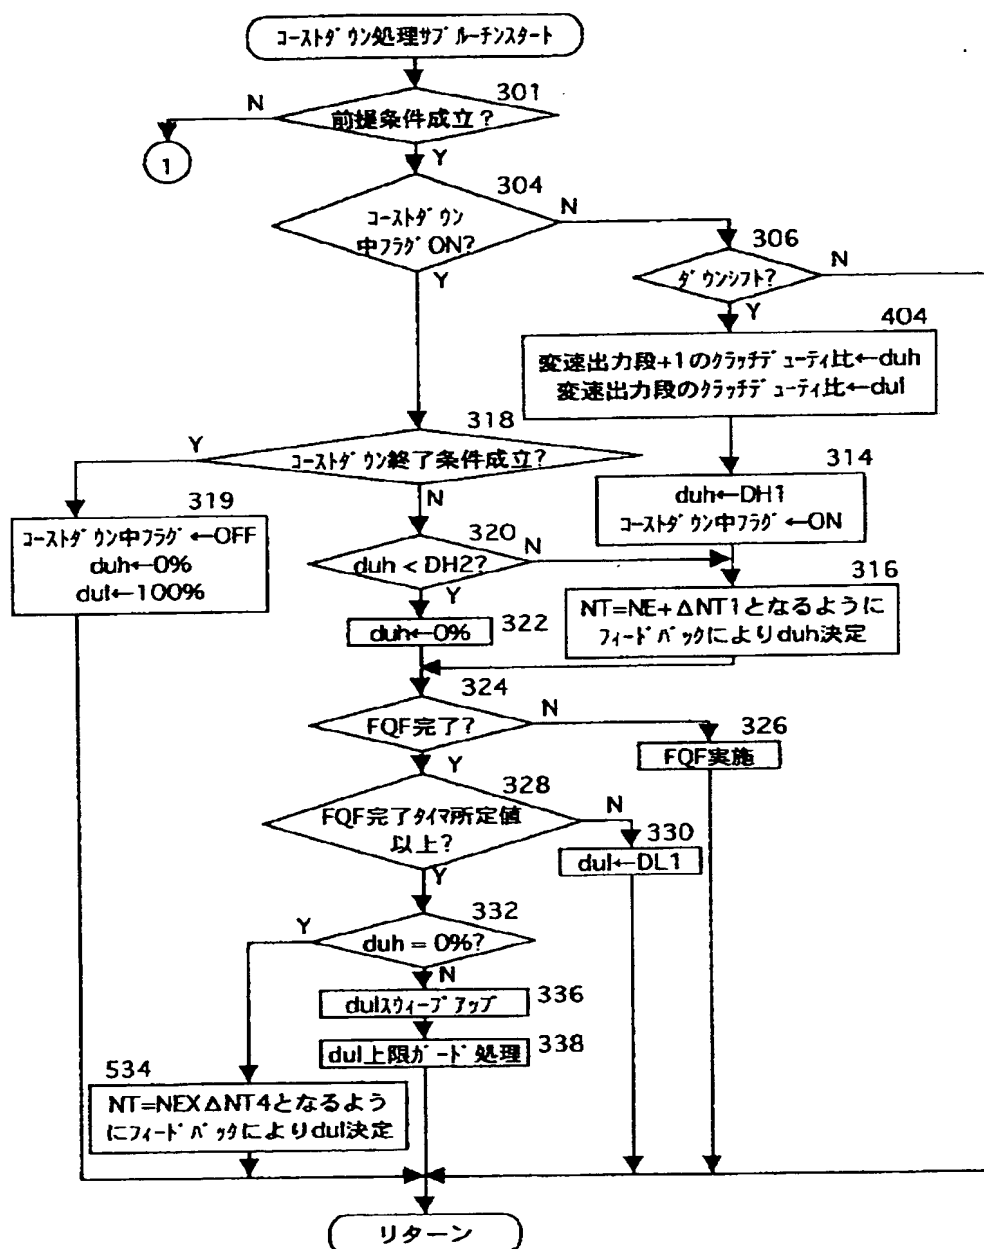 コーストダウン処理サブルーチンスタート
301
N
前提条件成立?
Y
1
304
コーストダウン
中フラグON?
N
Y
306
ダウンシフト?
N
Y
404
変速出力段+1のクラッチデューティ比←duh
変速出力段のクラッチデューティ比←dul
318
Y
コーストダウン終了条件成立?
N
314
duh←DH1
コーストダウン中フラグ←ON
319
コーストダウン中フラグ←OFF
duh←0%
dul←100%
320
duh < DH2?
N
Y
316
NT=NE+ΔNT1となるように
フィードバックによりduh決定
duh←0%
322
324
FQF完了?
N
Y
326
FQF実施
328
FQF完了タイマ所定値
以上?
N
Y
330
dul←DL1
332
Y
duh = 0%?
N
dulスウィープアップ
336
dul上限ガード処理
338
534
NT=NEXΔNT4となるよう
にフィードバックによりdul決定
リターン